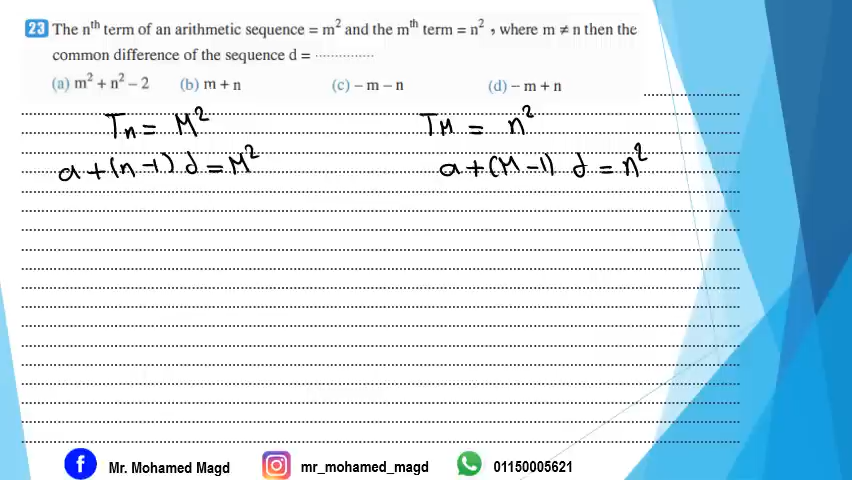 23 The nᵗʰ term of an arithmetic sequence = m² and the mᵗʰ term = n² , where m ≠ n then the
common difference of the sequence d = ...............
(a) m² + n² – 2 (b) m + n (c) – m – n (d) – m + n
Tn = M² TM = n²
a + (n – 1) d = M² a + (M – 1) d = n²
f Mr. Mohamed Magd mr_mohamed_magd 01150005621